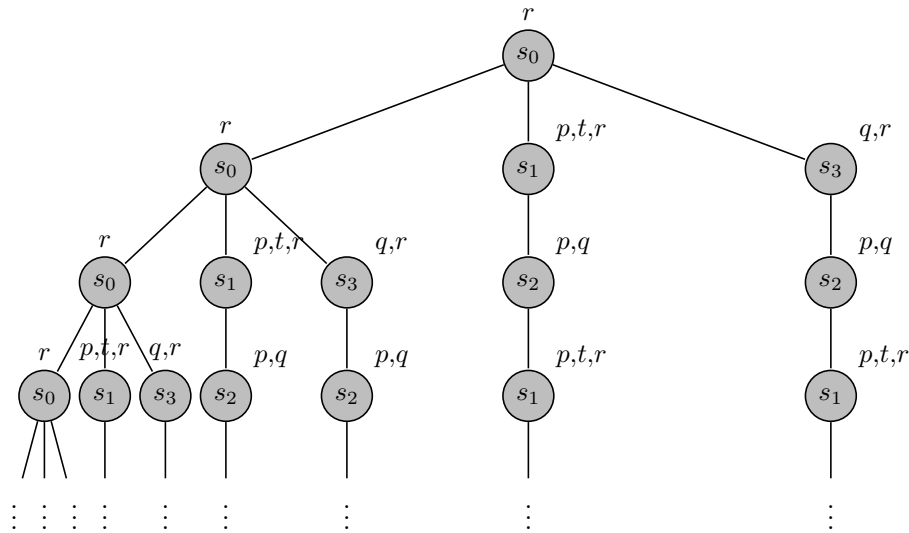 r
s₀
r p,t,r q,r
s₀ s₁ s₃
r p,t,r q,r p,q p,q
s₀ s₁ s₃ s₂ s₂
r p,t,r q,r p,q p,q p,t,r p,t,r
s₀ s₁ s₃ s₂ s₂ s₁ s₁